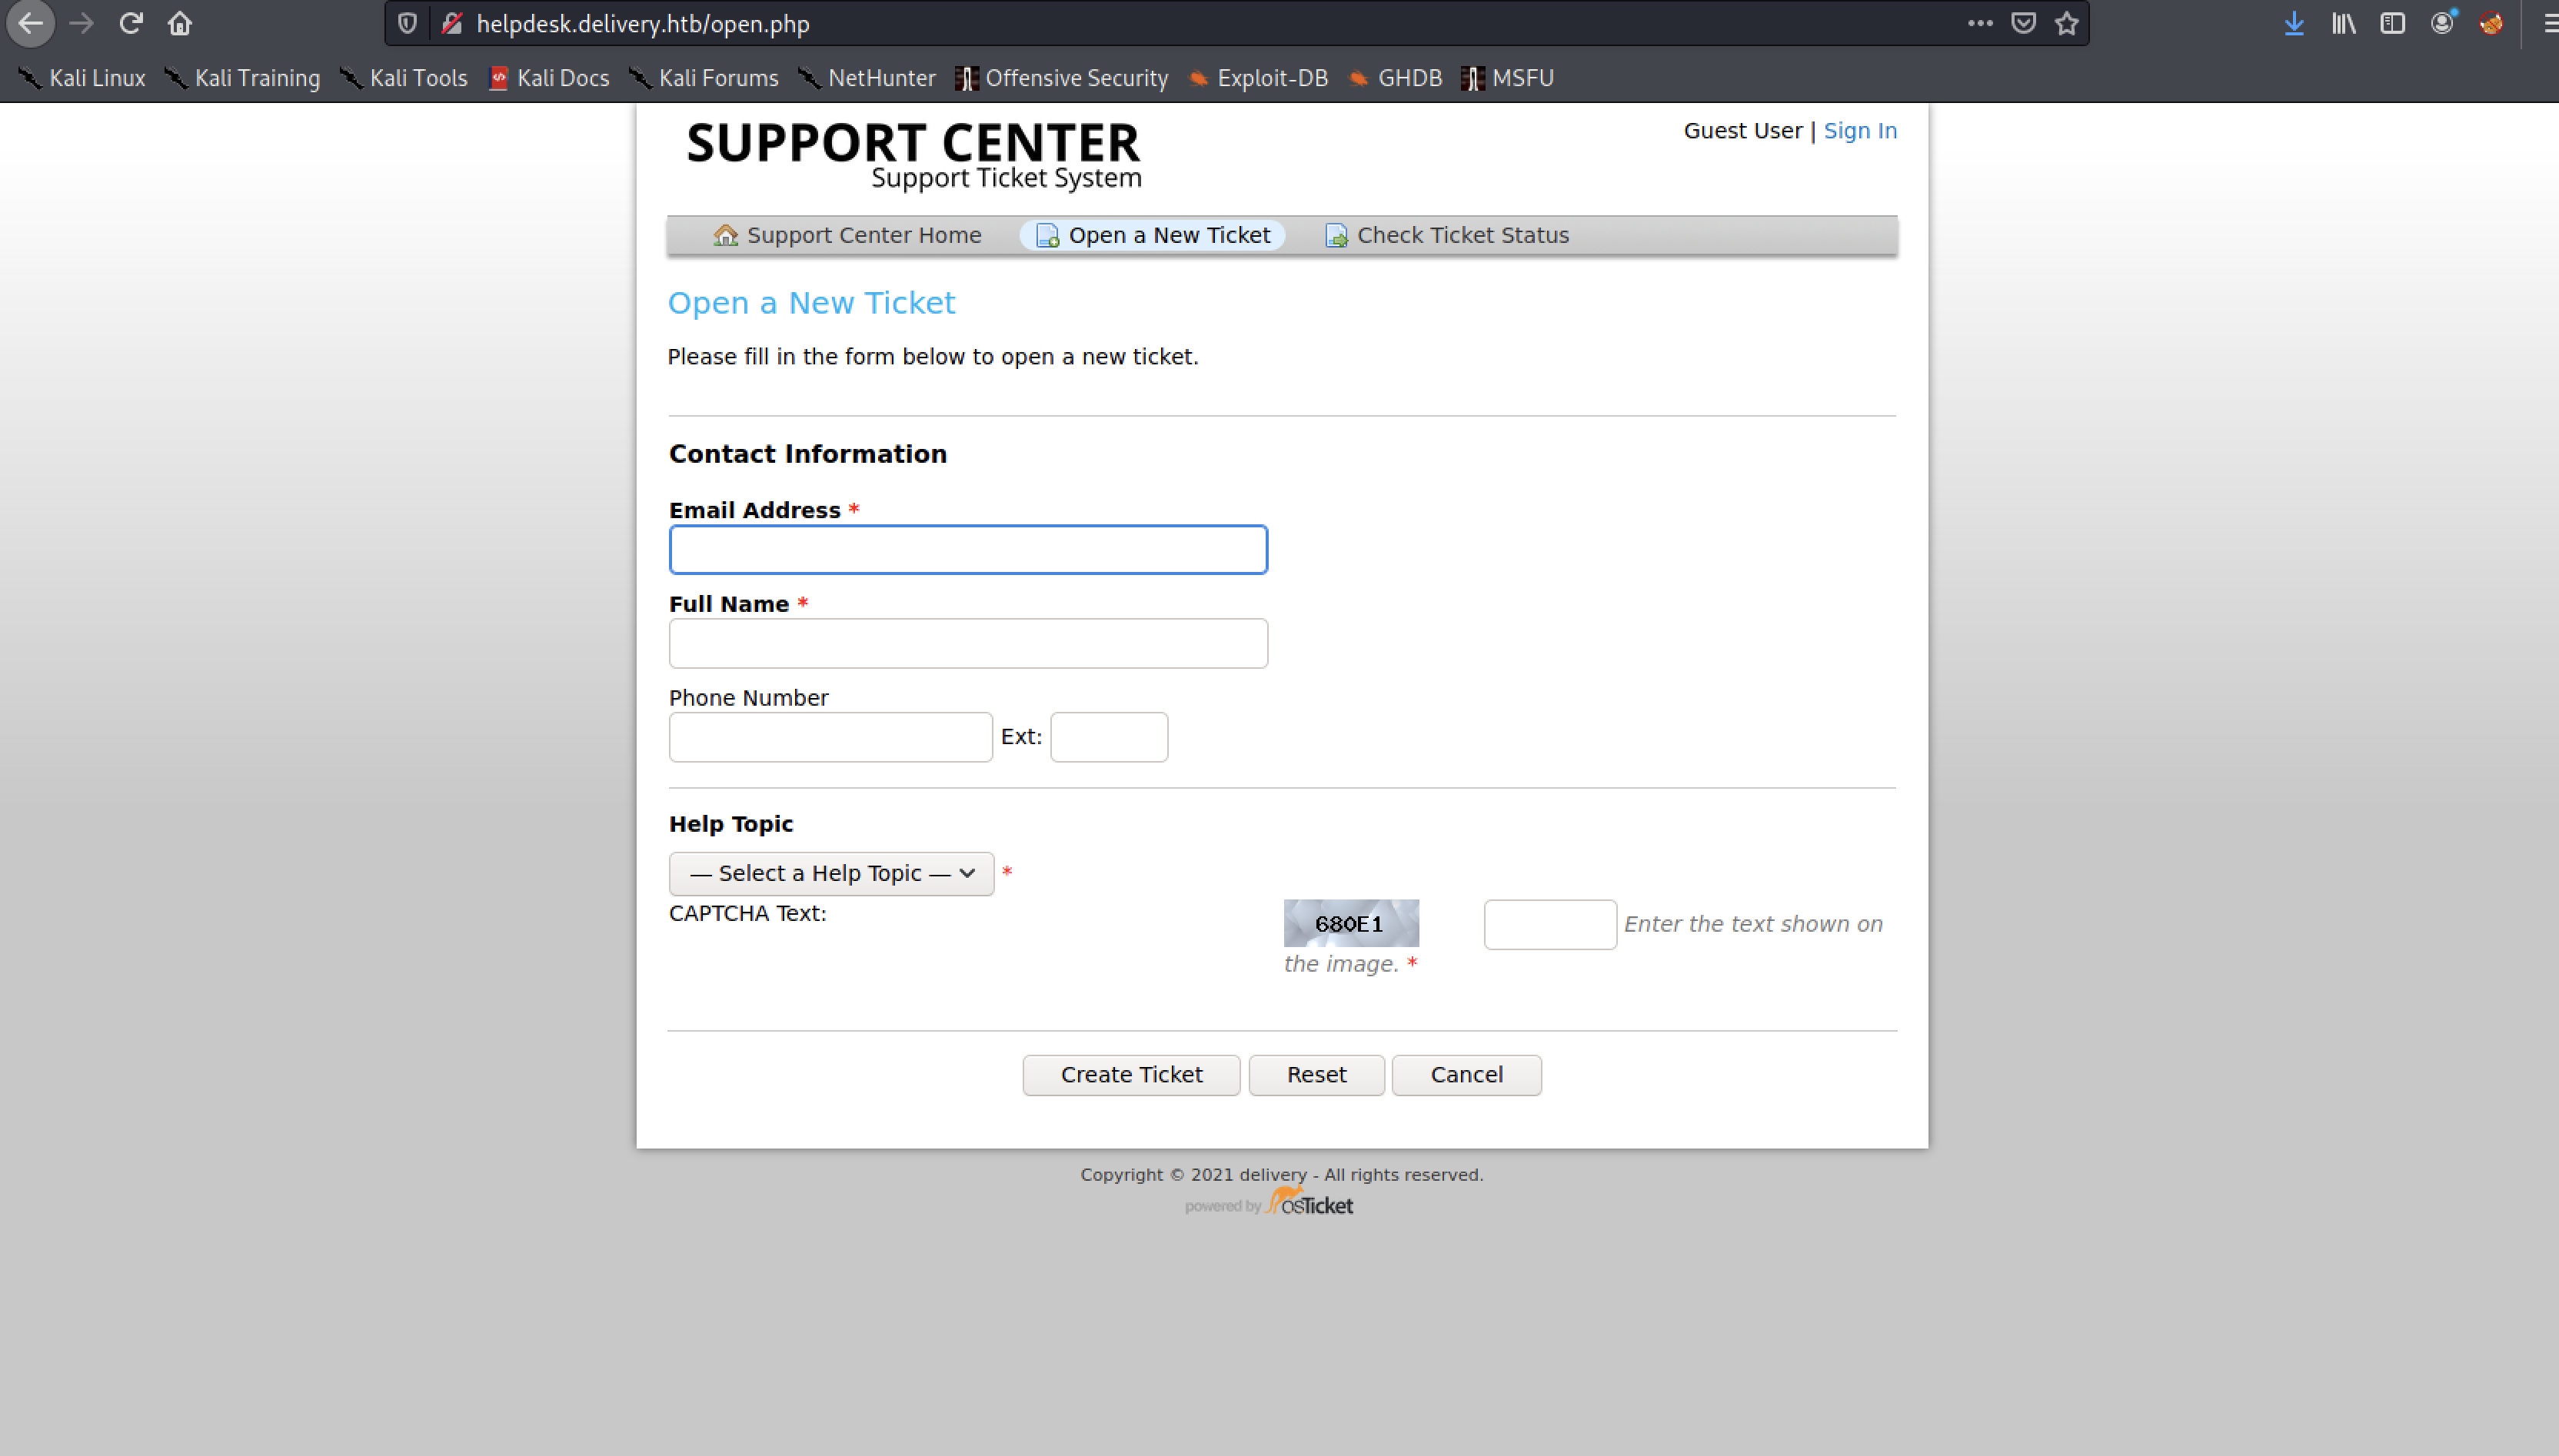 helpdesk.delivery.htb/open.php
Kali Linux Kali Training Kali Tools Kali Docs Kali Forums NetHunter Offensive Security Exploit-DB GHDB MSFU
SUPPORT CENTER
Support Ticket System
Guest User | Sign In
Support Center Home Open a New Ticket Check Ticket Status
Open a New Ticket
Please fill in the form below to open a new ticket.
Contact Information
Email Address *
Full Name *
Phone Number
Ext:
Help Topic
— Select a Help Topic — *
CAPTCHA Text: 680E1 Enter the text shown on
the image. *
Create Ticket Reset Cancel
Copyright © 2021 delivery - All rights reserved.
powered by osTicket